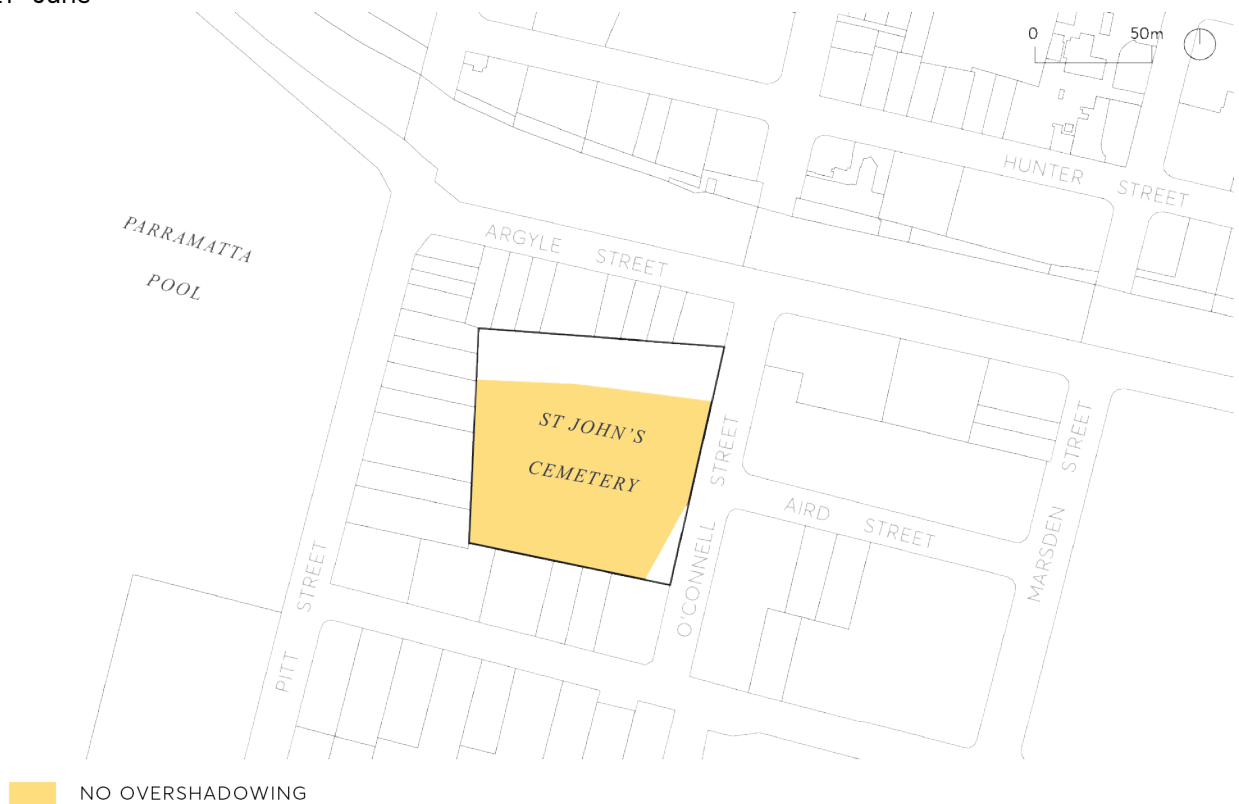 June
0 50m
HUNTER STREET
PARRAMATTA
POOL
ARGYLE STREET
ST JOHN'S
CEMETERY
O'CONNELL STREET
AIRD STREET
MARSDEN STREET
PITT STREET
NO OVERSHADOWING